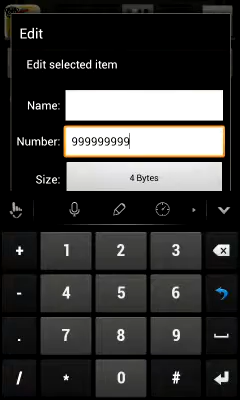 Edit
Edit selected item
Name:
Number: 999999999
Size: 4 Bytes
+ 1 2 3
- 4 5 6
. 7 8 9
/ * 0 #